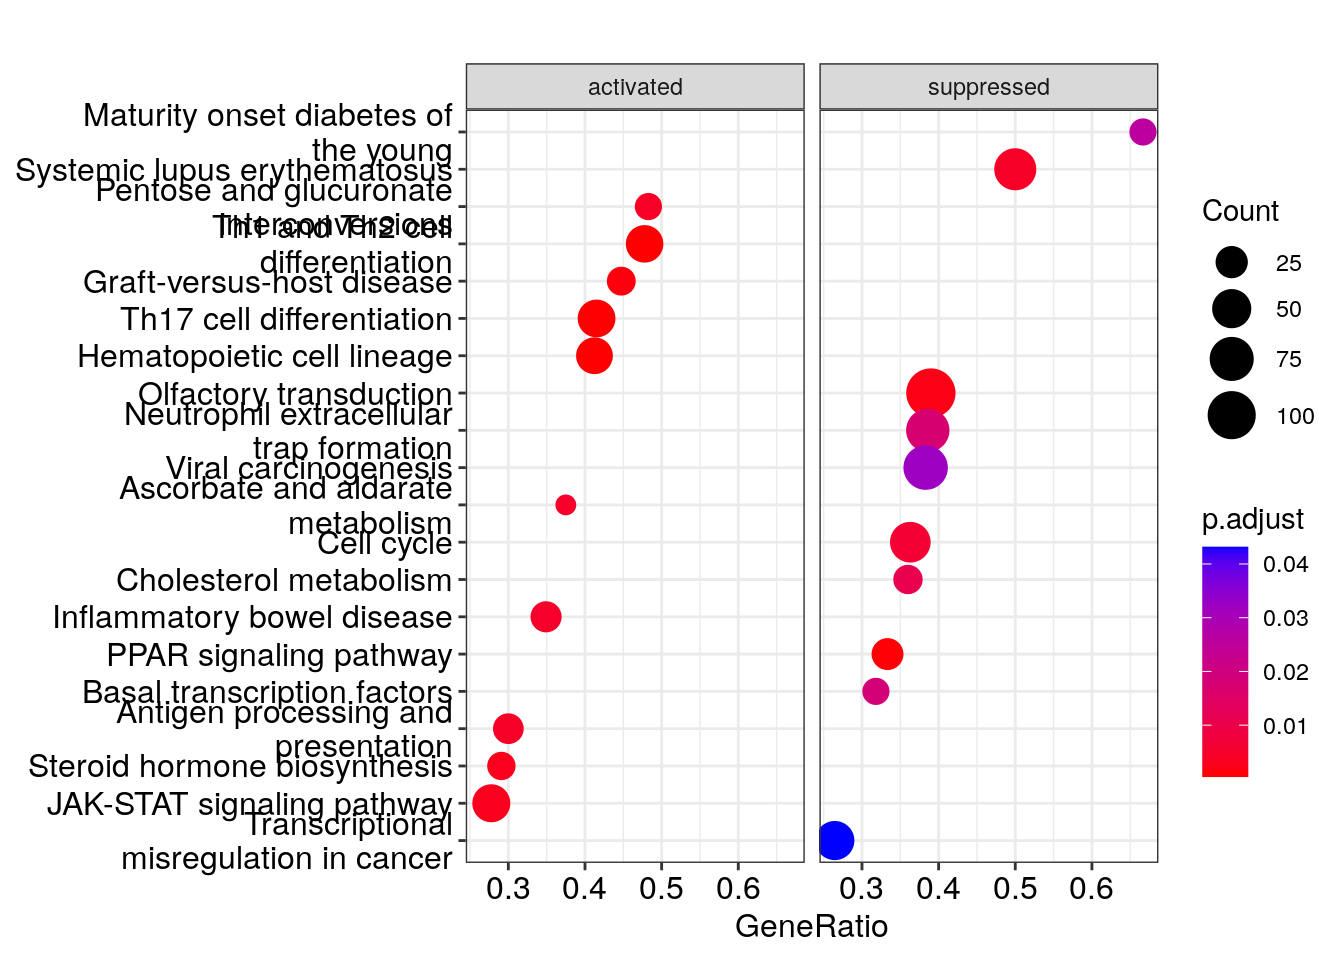 activated
suppressed
Maturity onset diabetes of
the young
Systemic lupus erythematosus
Pentose and glucuronate
interconversions
Th1 and Th2 cell
differentiation
Graft-versus-host disease
Th17 cell differentiation
Hematopoietic cell lineage
Olfactory transduction
Neutrophil extracellular
trap formation
Viral carcinogenesis
Ascorbate and aldarate
metabolism
Cell cycle
Cholesterol metabolism
Inflammatory bowel disease
PPAR signaling pathway
Basal transcription factors
Antigen processing and
presentation
Steroid hormone biosynthesis
JAK-STAT signaling pathway
Transcriptional
misregulation in cancer
0.3 0.4 0.5 0.6
0.3 0.4 0.5 0.6
GeneRatio
Count
25
50
75
100
p.adjust
0.04
0.03
0.02
0.01